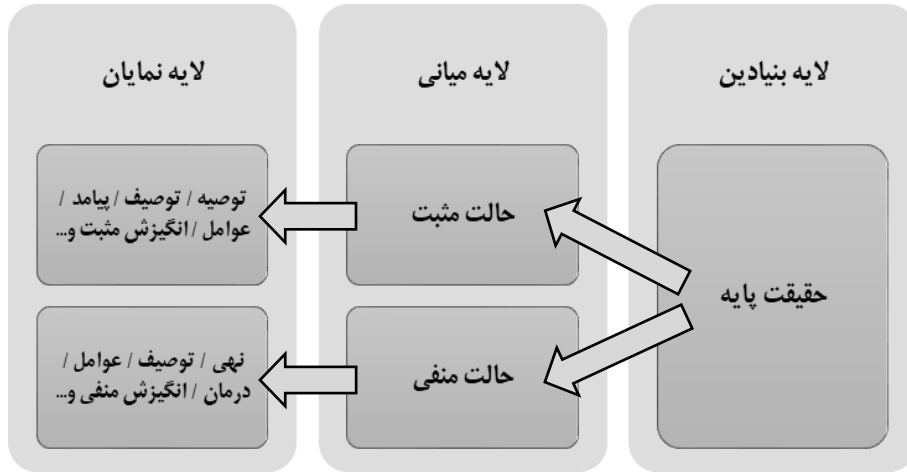 لایه بنیادین
حقیقت پایه
لایه میانی
حالت مثبت
حالت منفی
لایه نمایان
توصیه / توصیف / پیامد /
عوامل / انگیزش مثبت و...
نهی / توصیف / عوامل /
درمان / انگیزش منفی و...